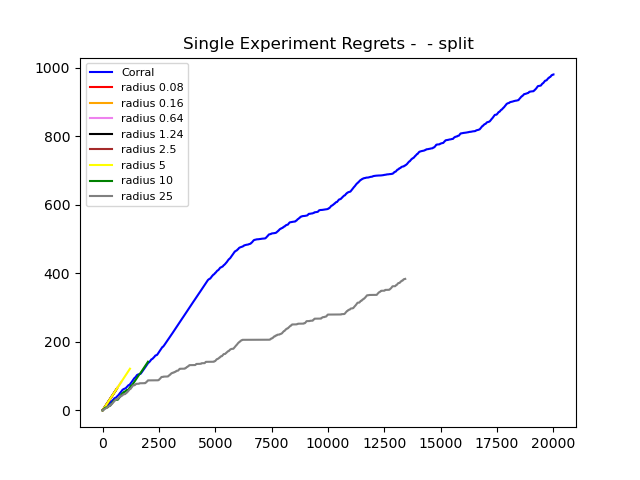 Single Experiment Regrets -  - split
1000
800
600
400
200
0
Corral
radius 0.08
radius 0.16
radius 0.64
radius 1.24
radius 2.5
radius 5
radius 10
radius 25
0 2500 5000 7500 10000 12500 15000 17500 20000